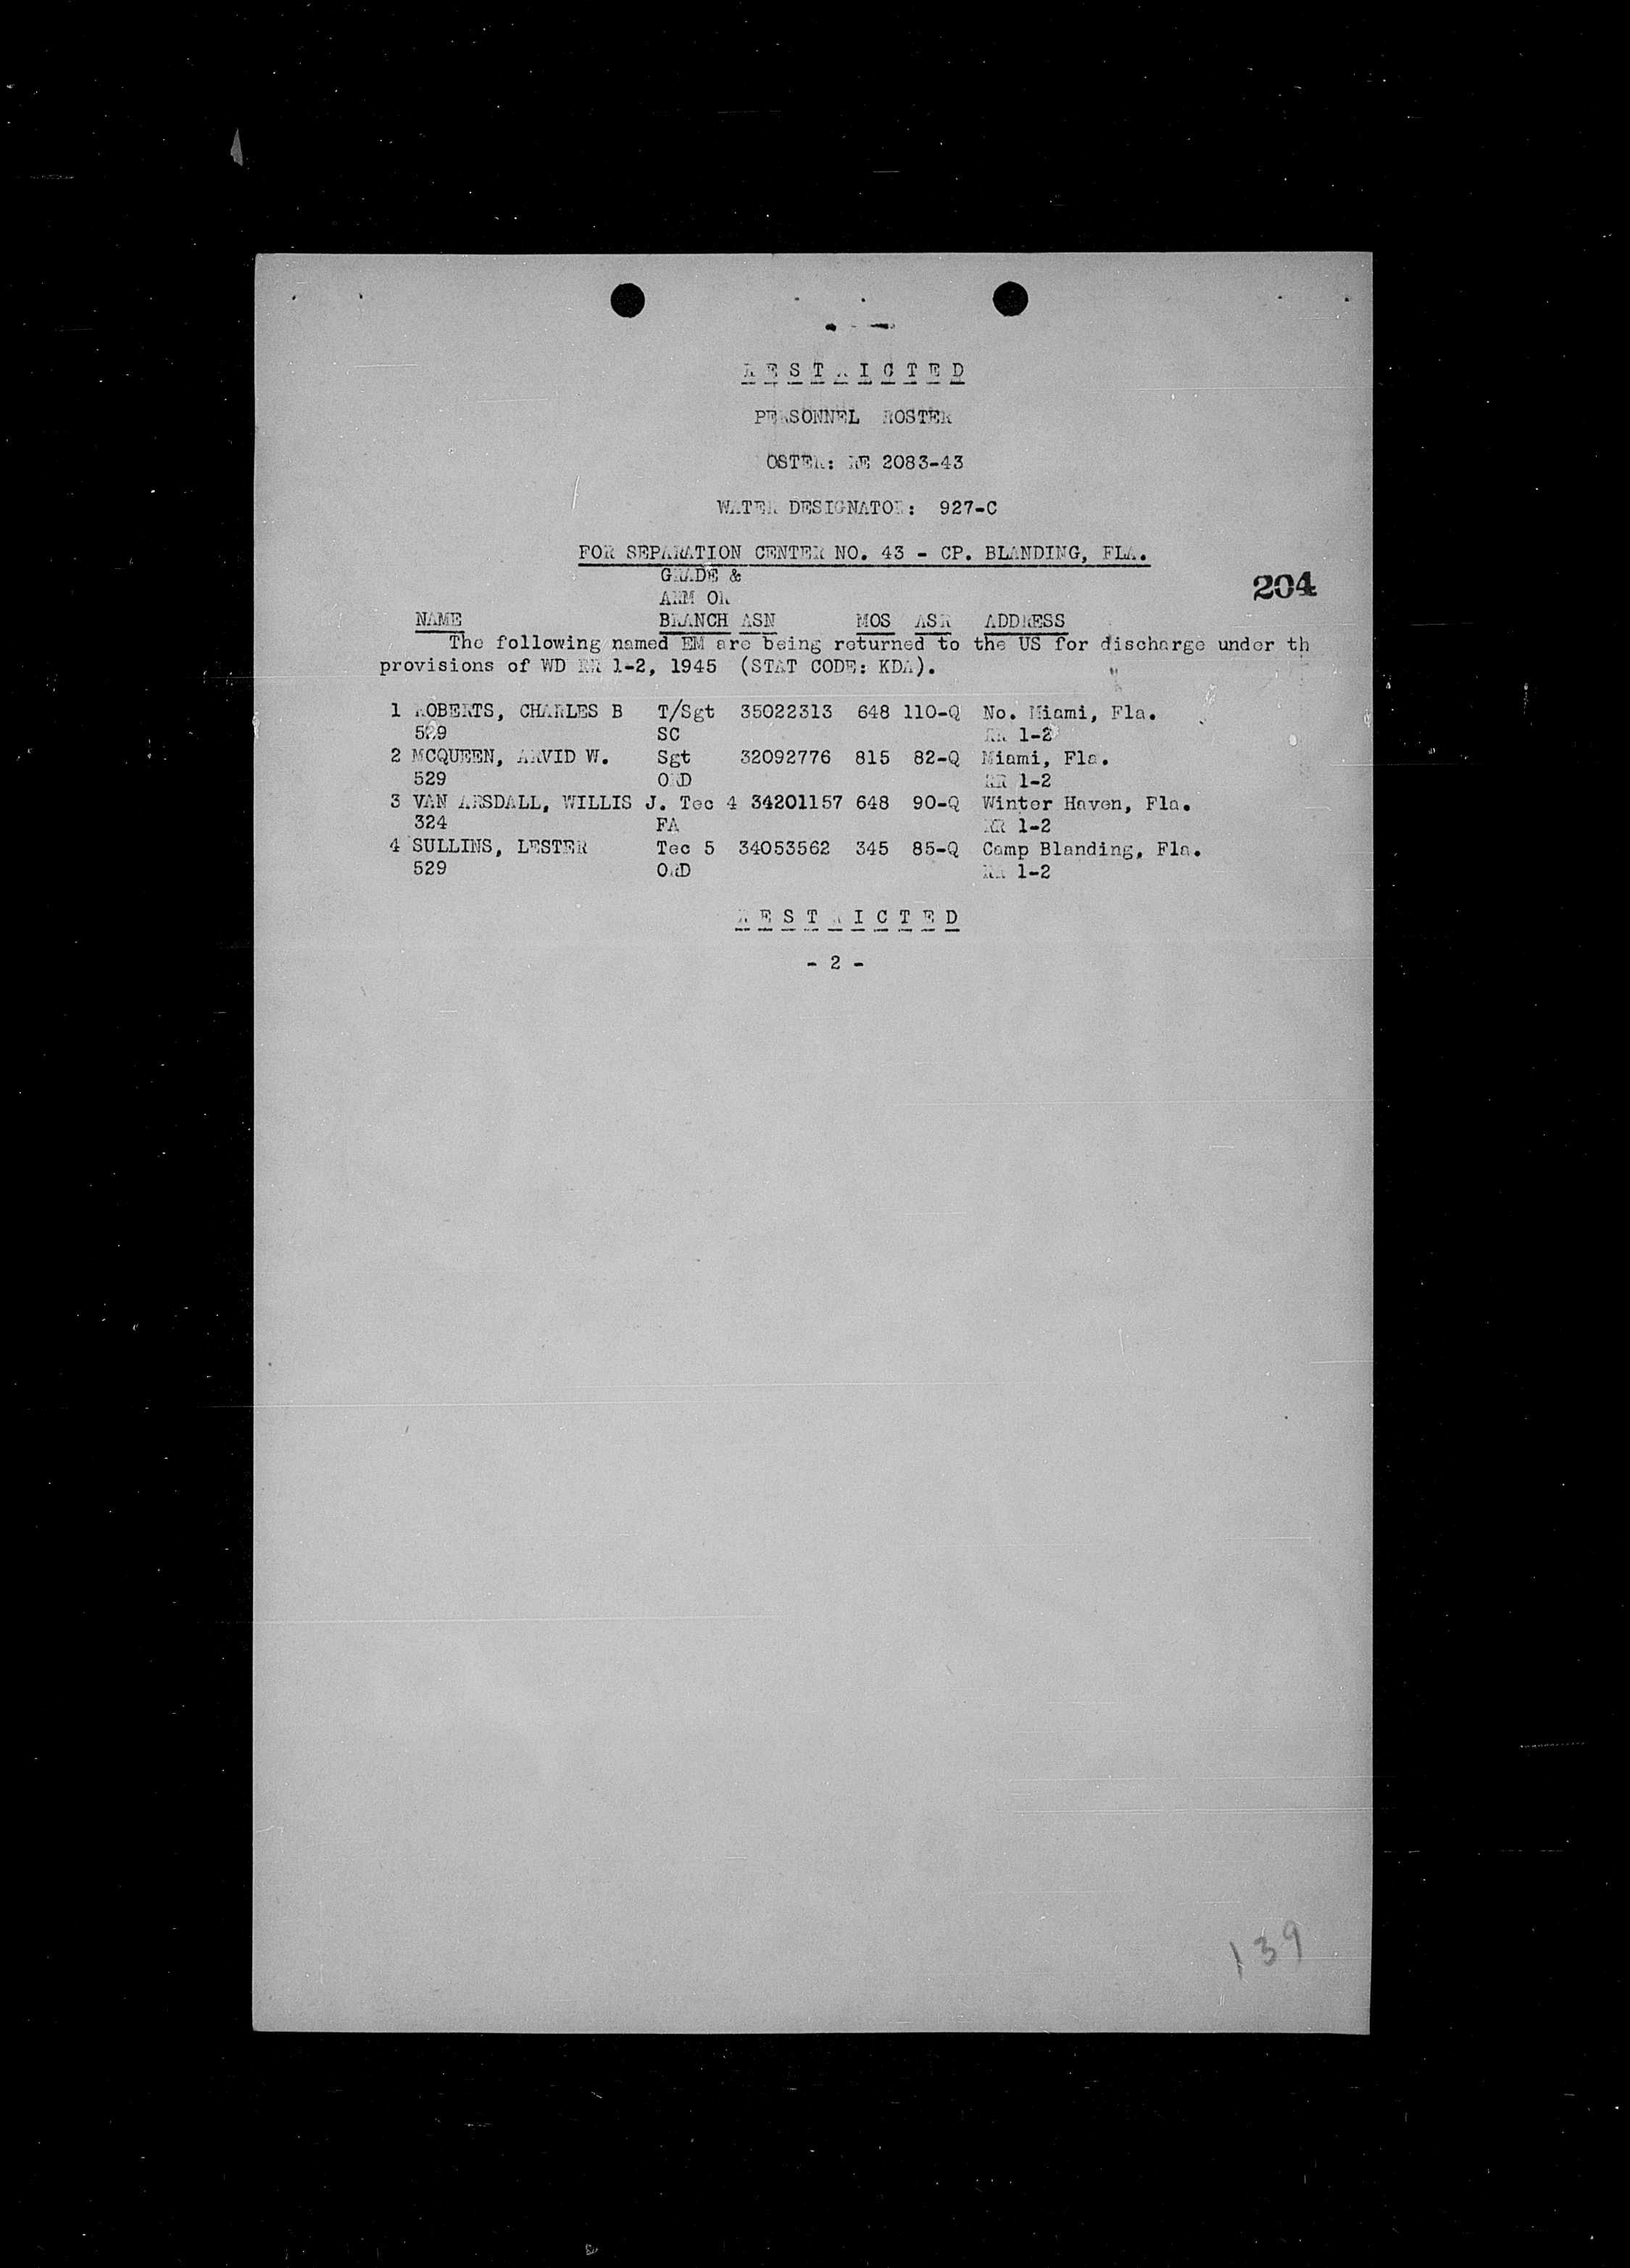 R E S T R I C T E D
PERSONNEL ROSTER
OSTER: RE 2083-43
WATER DESIGNATOR: 927-C
FOR SEPARATION CENTER NO. 43 - CP. BLANDING, FLA.
GRADE &
204
ARM OR
NAME BRANCH ASN MOS ASR ADDRESS
The following named EM are being returned to the US for discharge under th
provisions of WD RR 1-2, 1945 (STAT CODE: KDA).
1 ROBERTS, CHARLES B T/Sgt 35022313 648 110-Q No. Miami, Fla.
529 SC RR 1-2
2 MCQUEEN, ARVID W. Sgt 32092776 815 82-Q Miami, Fla.
529 ORD RR 1-2
3 VAN ARSDALL, WILLIS J. Tec 4 34201157 648 90-Q Winter Haven, Fla.
324 FA RR 1-2
4 SULLINS, LESTER Tec 5 34053562 345 85-Q Camp Blanding, Fla.
529 ORD RR 1-2
R E S T R I C T E D
- 2 -
139